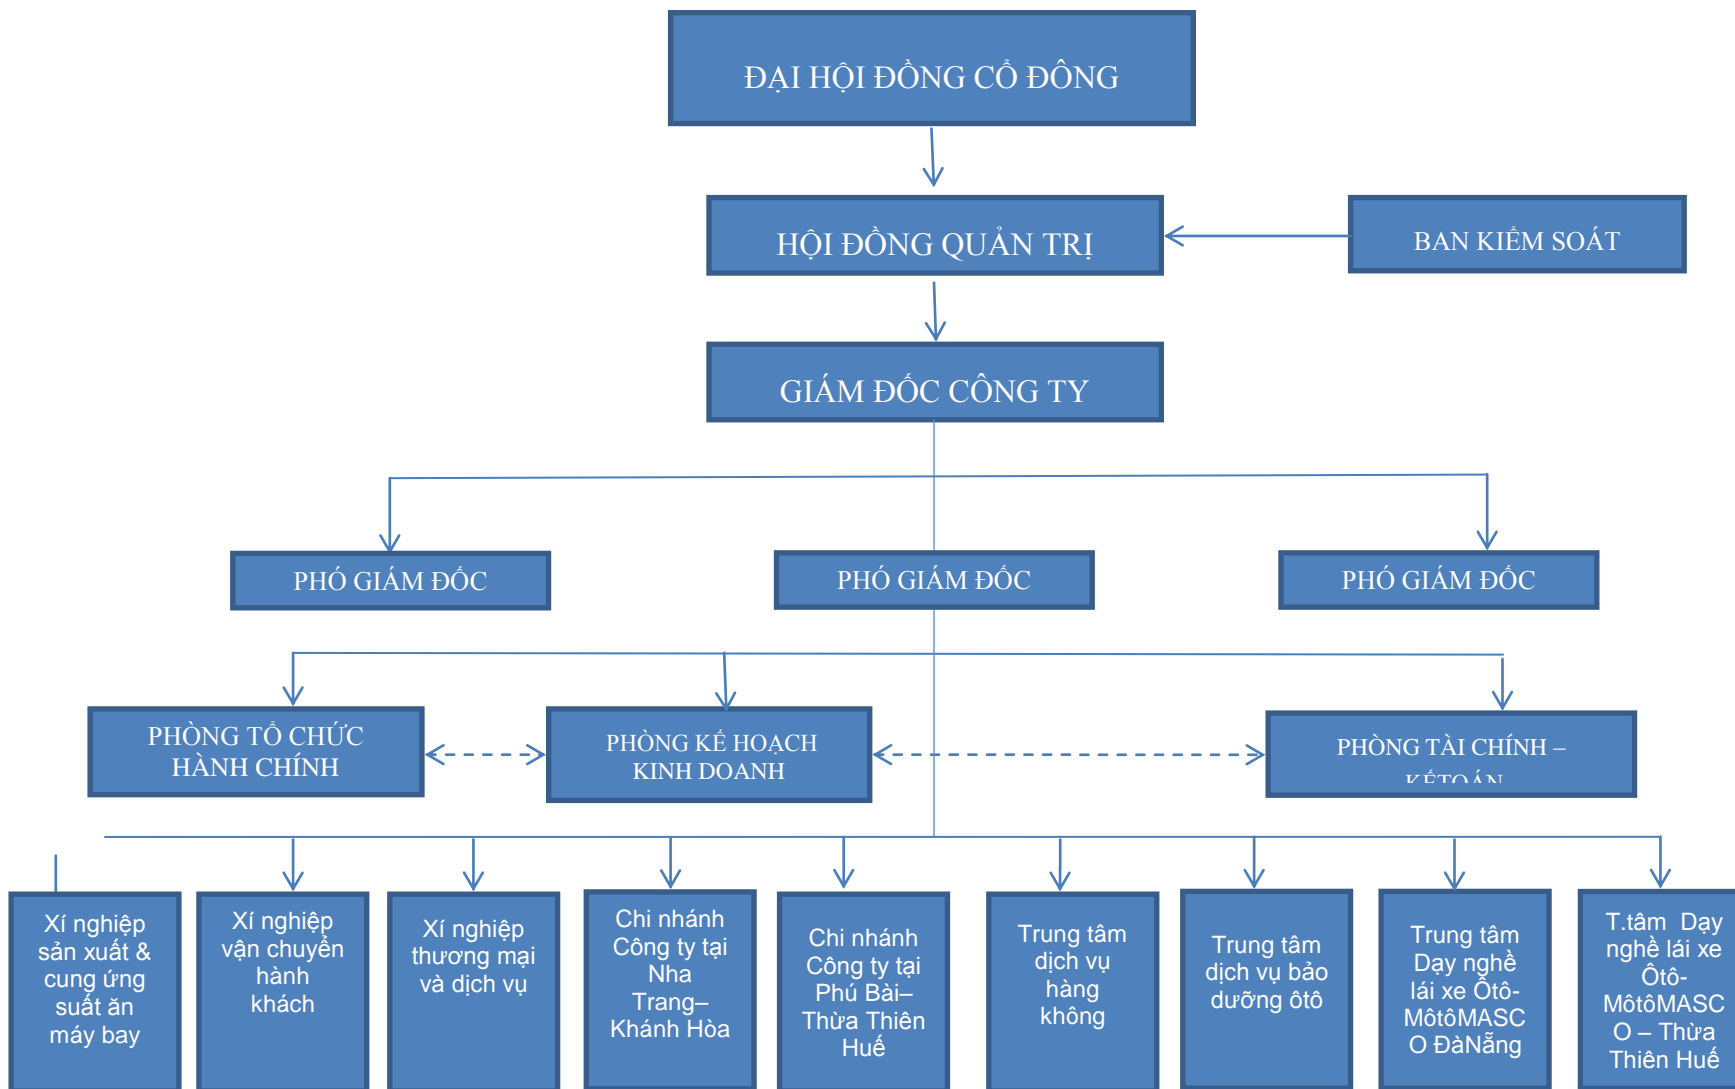 ĐẠI HỘI ĐỒNG CỔ ĐÔNG
HỘI ĐỒNG QUẢN TRỊ
BAN KIỂM SOÁT
GIÁM ĐỐC CÔNG TY
PHÓ GIÁM ĐỐC
PHÓ GIÁM ĐỐC
PHÓ GIÁM ĐỐC
PHÒNG TỔ CHỨC
HÀNH CHÍNH
PHÒNG KẾ HOẠCH
KINH DOANH
PHÒNG TÀI CHÍNH –
KẾTOÁN
Xí nghiệp
sản xuất &
cung ứng
suất ăn
máy bay
Xí nghiệp
vận chuyển
hành
khách
Xí nghiệp
thương mại
và dịch vụ
Chi nhánh
Công ty tại
Nha
Trang–
Khánh Hòa
Chi nhánh
Công ty tại
Phú Bài–
Thừa Thiên
Huế
Trung tâm
dịch vụ
hàng
không
Trung tâm
dịch vụ bảo
dưỡng ôtô
Trung tâm
Dạy nghề
lái xe Ôtô-
MôtôMASC
O ĐàNẵng
T.tâm  Dạy
nghề lái xe
Ôtô-
MôtôMASC
O – Thừa
Thiên Huế